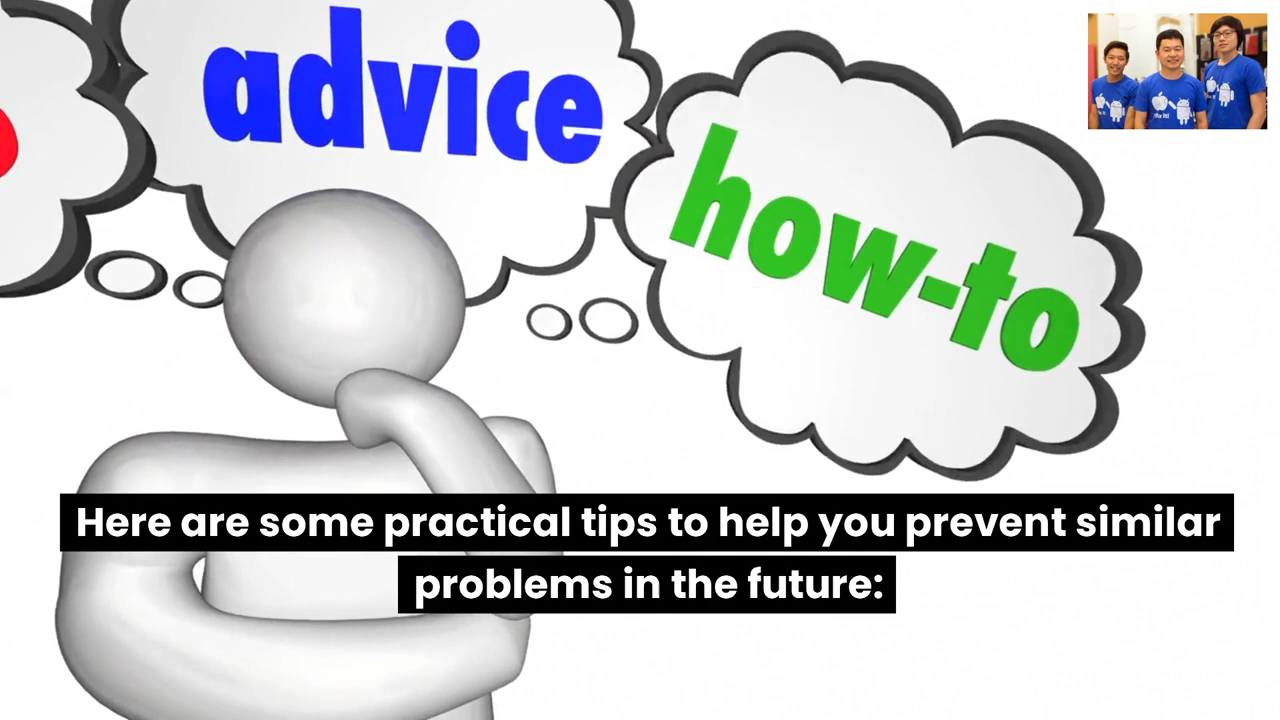 advice
how-to
Here are some practical tips to help you prevent similar
problems in the future: